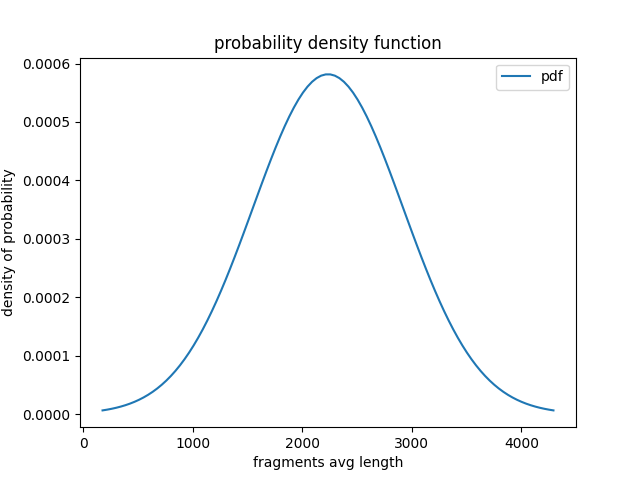 probability density function
pdf
density of probability
0.0006
0.0005
0.0004
0.0003
0.0002
0.0001
0.0000
0 1000 2000 3000 4000
fragments avg length